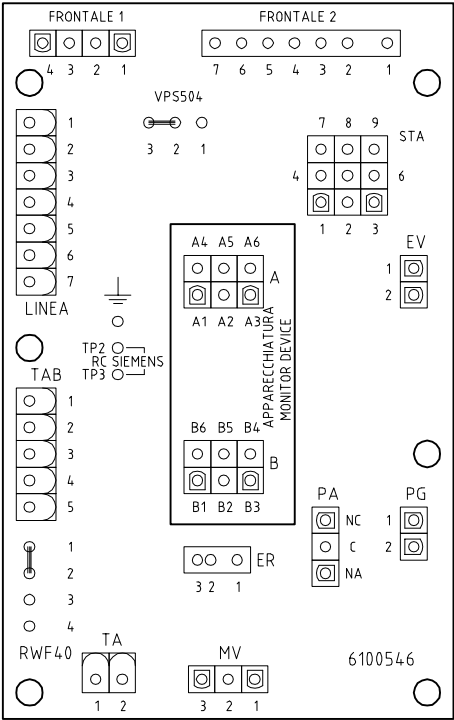 FRONTALE 1 FRONTALE 2
4 3 2 1 7 6 5 4 3 2 1
VPS504
3 2 1
1
2
3
4
5
6
7
LINEA
7 8 9
STA
4 6
1 2 3
EV
1
2
A4 A5 A6
A
A1 A2 A3
APPARECCHIATURA
MONITOR DEVICE
TP2
RC SIEMENS
TP3
TAB
1
2
3
4
5
B6 B5 B4
B
B1 B2 B3
PA
NC
C
NA
PG
1
2
ER
3 2 1
1
2
3
4
RWF40
TA
1 2
MV
3 2 1
6100546